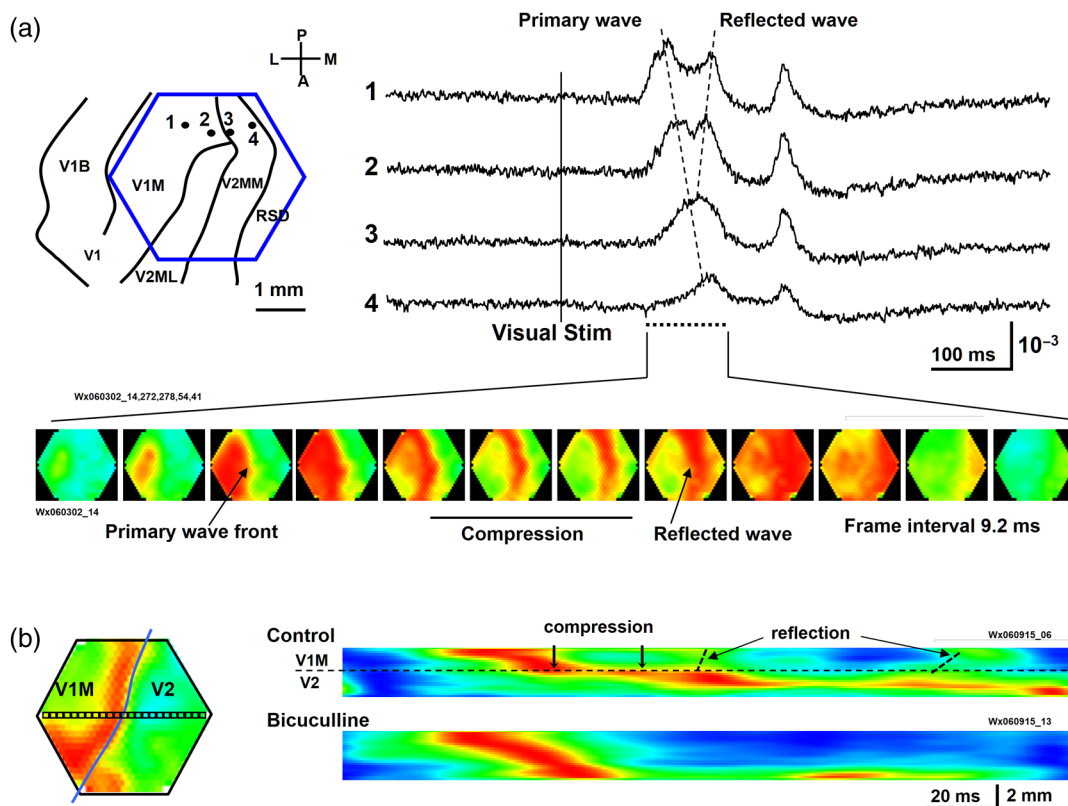 (a)
P
L M
A
Primary wave Reflected wave
1
2
3
4
1 2 3 4
V1B
V1M
V2MM
RSD
V1
V2ML
1 mm
Visual Stim
100 ms
10⁻³
Wx060302_14,272,278,54,41
Wx060302_14
Primary wave front
Compression
Reflected wave
Frame interval 9.2 ms
(b)
V1M V2
Control
compression
reflection
Wx060915_06
V1M
V2
Bicuculline
Wx060915_13
20 ms 2 mm